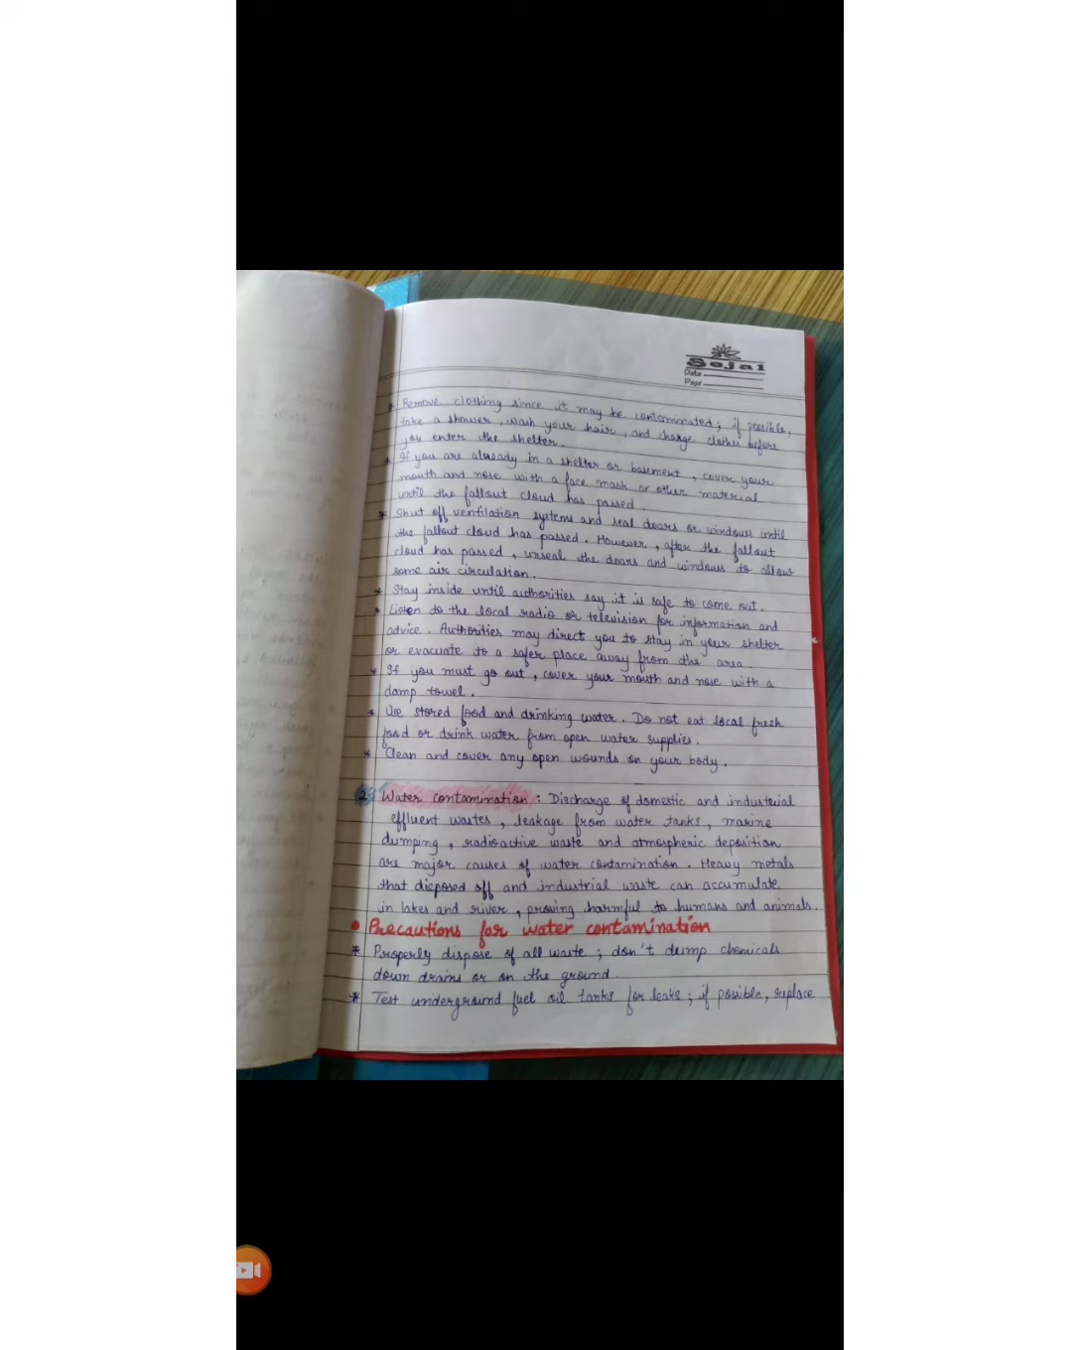 Sejal
Date
Page
* Remove clothing since it may be contaminated; if possible,
take a shower, wash your hair, and change clothes before
you enter the shelter.
* If you are already in a shelter or basement, cover your
mouth and nose with a face mask or other material
until the fallout cloud has passed.
* Shut off ventilation systems and seal doors or windows until
the fallout cloud has passed. However, after the fallout
cloud has passed, unseal the doors and windows to allow
some air circulation.
* Stay inside until authorities say it is safe to come out.
* Listen to the local radio or television for information and
advice. Authorities may direct you to stay in your shelter
or evacuate to a safer place away from the area.
* If you must go out, cover your mouth and nose with a
damp towel.
* Use stored food and drinking water. Do not eat local fresh
food or drink water from open water supplies.
* Clean and cover any open wounds on your body.
2. Water contamination: Discharge of domestic and industrial
effluent wastes, leakage from water tanks, marine
dumping, radioactive waste and atmospheric deposition
are major causes of water contamination. Heavy metals
that disposed off and industrial waste can accumulate
in lakes and river, proving harmful to humans and animals.
• Precautions for water contamination
* Properly dispose of all waste; don't dump chemicals
down drains or on the ground.
* Test underground fuel oil tanks for leaks; if possible, replace